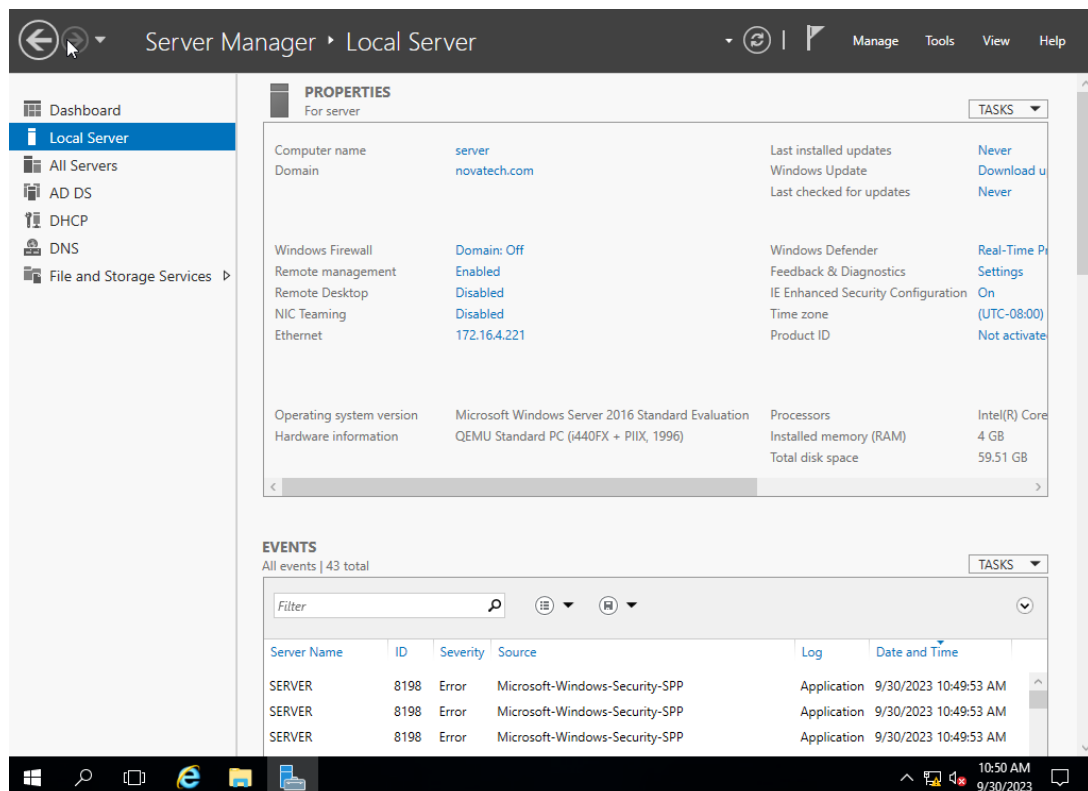 Server Manager ‣ Local Server
Manage Tools View Help
Dashboard
Local Server
All Servers
AD DS
DHCP
DNS
File and Storage Services
PROPERTIES
For server
TASKS
Computer name server
Domain novatech.com
Last installed updates Never
Windows Update Download u
Last checked for updates Never
Windows Firewall Domain: Off
Remote management Enabled
Remote Desktop Disabled
NIC Teaming Disabled
Ethernet 172.16.4.221
Windows Defender Real-Time Pr
Feedback & Diagnostics Settings
IE Enhanced Security Configuration On
Time zone (UTC-08:00)
Product ID Not activate
Operating system version Microsoft Windows Server 2016 Standard Evaluation
Hardware information QEMU Standard PC (i440FX + PIIX, 1996)
Processors Intel(R) Core
Installed memory (RAM) 4 GB
Total disk space 59.51 GB
EVENTS
All events | 43 total
TASKS
Filter
Server Name ID Severity Source Log Date and Time
SERVER 8198 Error Microsoft-Windows-Security-SPP Application 9/30/2023 10:49:53 AM
SERVER 8198 Error Microsoft-Windows-Security-SPP Application 9/30/2023 10:49:53 AM
SERVER 8198 Error Microsoft-Windows-Security-SPP Application 9/30/2023 10:49:53 AM
10:50 AM
9/30/2023